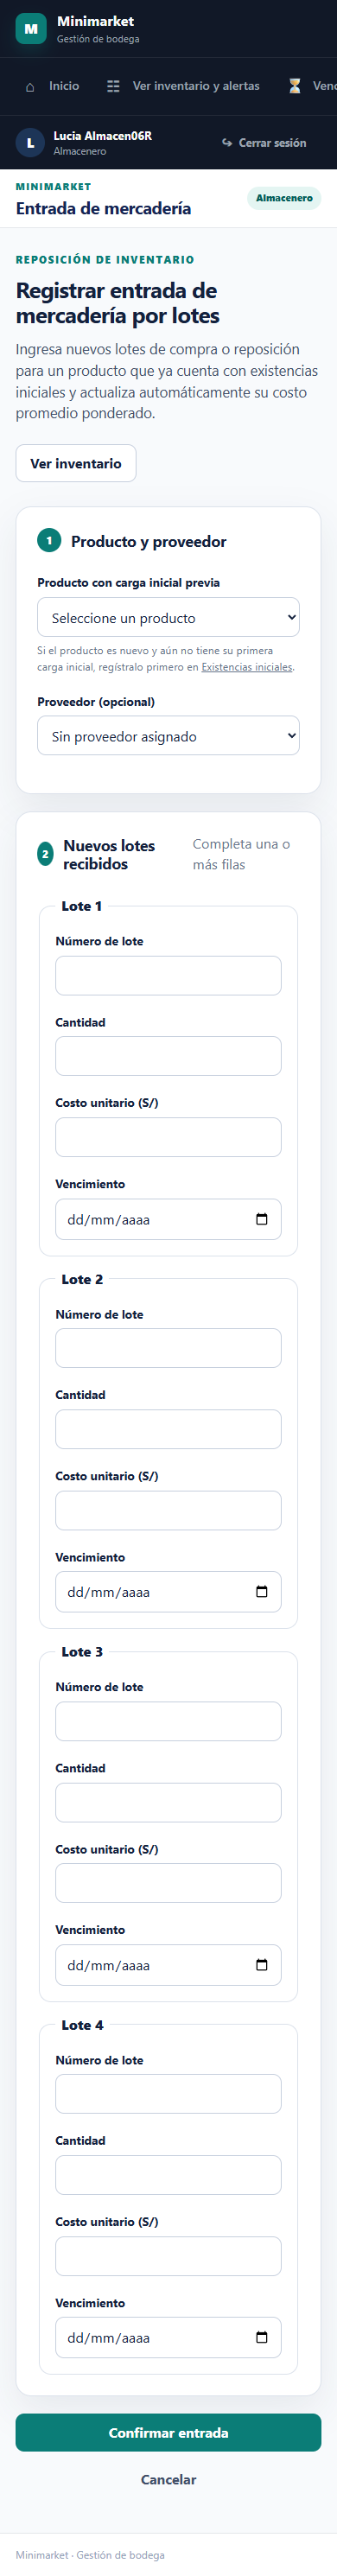 M
Minimarket
Gestión de bodega
Inicio
Ver inventario y alertas
Venc
L
Lucia Almacen06R
Almacenero
Cerrar sesión
MINIMARKET
Entrada de mercadería
Almacenero
REPOSICIÓN DE INVENTARIO
Registrar entrada de
mercadería por lotes
Ingresa nuevos lotes de compra o reposición
para un producto que ya cuenta con existencias
iniciales y actualiza automáticamente su costo
promedio ponderado.
Ver inventario
1
Producto y proveedor
Producto con carga inicial previa
Seleccione un producto
Si el producto es nuevo y aún no tiene su primera
carga inicial, regístralo primero en Existencias iniciales.
Proveedor (opcional)
Sin proveedor asignado
2
Nuevos lotes
recibidos
Completa una o
más filas
Lote 1
Número de lote
Cantidad
Costo unitario (S/)
Vencimiento
dd/mm/aaaa
Lote 2
Número de lote
Cantidad
Costo unitario (S/)
Vencimiento
dd/mm/aaaa
Lote 3
Número de lote
Cantidad
Costo unitario (S/)
Vencimiento
dd/mm/aaaa
Lote 4
Número de lote
Cantidad
Costo unitario (S/)
Vencimiento
dd/mm/aaaa
Confirmar entrada
Cancelar
Minimarket · Gestión de bodega